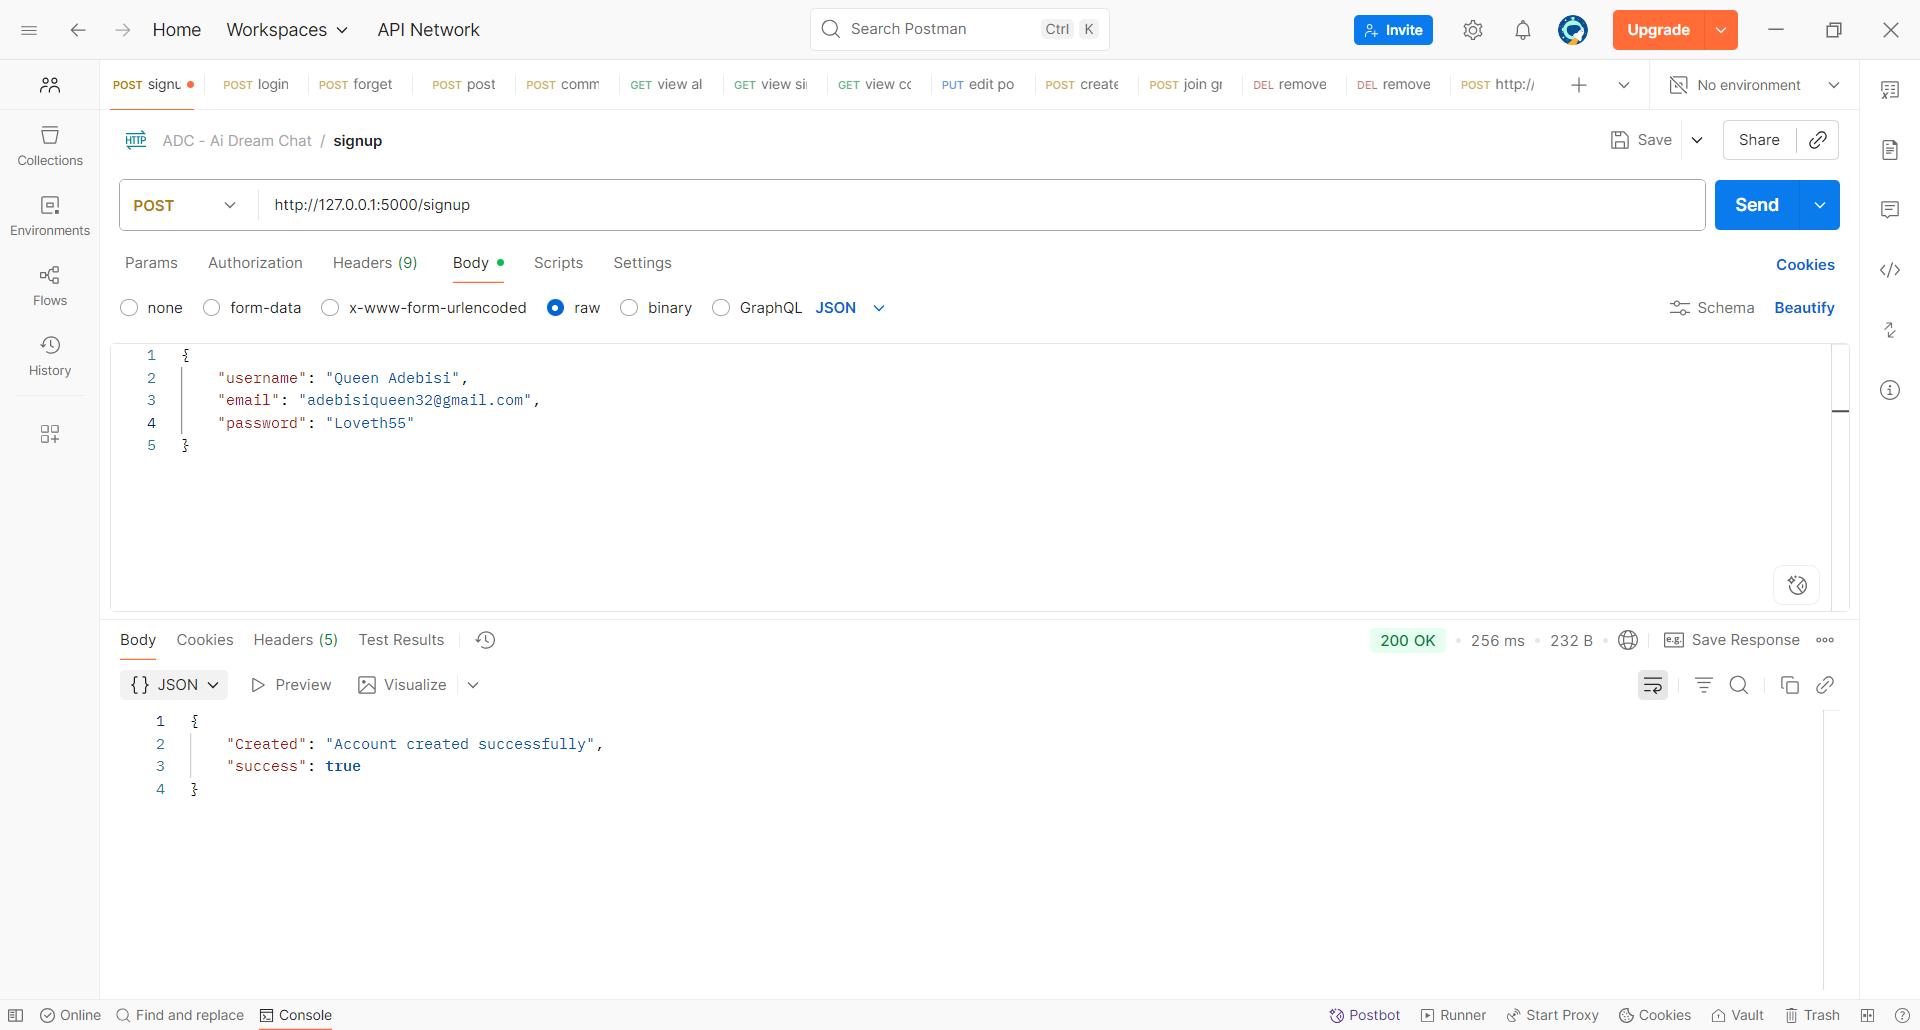 Home Workspaces API Network Search Postman Ctrl K Invite Upgrade
POST signu POST login POST forget POST post POST comm GET view al GET view si GET view cc PUT edit po POST create POST join gr DEL remove DEL remove POST http:// No environment
HTTP ADC - Ai Dream Chat / signup Save Share
POST http://127.0.0.1:5000/signup Send
Params Authorization Headers (9) Body Scripts Settings Cookies
none form-data x-www-form-urlencoded raw binary GraphQL JSON Schema Beautify
1 {
2 "username": "Queen Adebisi",
3 "email": "adebisiqueen32@gmail.com",
4 "password": "Loveth55"
5 }
Body Cookies Headers (5) Test Results 200 OK 256 ms 232 B e.g. Save Response
{} JSON Preview Visualize
1 {
2 "Created": "Account created successfully",
3 "success": true
4 }
Collections
Environments
Flows
History
Online Find and replace Console Postbot Runner Start Proxy Cookies Vault Trash